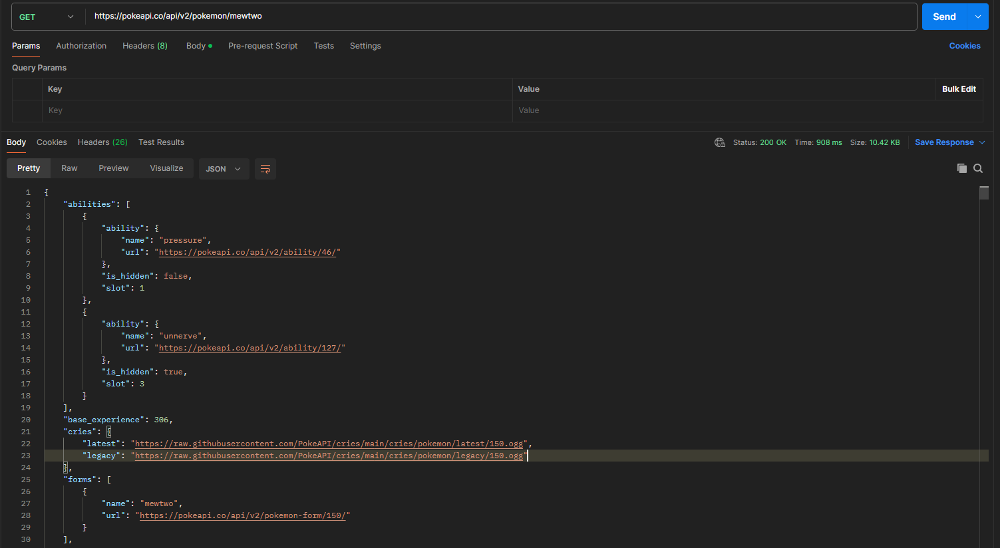 GET https://pokeapi.co/api/v2/pokemon/mewtwo Send
Params Authorization Headers (8) Body Pre-request Script Tests Settings Cookies
Query Params
Key Value Bulk Edit
Key Value
Body Cookies Headers (26) Test Results Status: 200 OK Time: 908 ms Size: 10.42 KB Save Response
Pretty Raw Preview Visualize JSON
1 {
2 "abilities": [
3 {
4 "ability": {
5 "name": "pressure",
6 "url": "https://pokeapi.co/api/v2/ability/46/"
7 },
8 "is_hidden": false,
9 "slot": 1
10 },
11 {
12 "ability": {
13 "name": "unnerve",
14 "url": "https://pokeapi.co/api/v2/ability/127/"
15 },
16 "is_hidden": true,
17 "slot": 3
18 }
19 ],
20 "base_experience": 306,
21 "cries": {
22 "latest": "https://raw.githubusercontent.com/PokeAPI/cries/main/cries/pokemon/latest/150.ogg",
23 "legacy": "https://raw.githubusercontent.com/PokeAPI/cries/main/cries/pokemon/legacy/150.ogg"
24 },
25 "forms": [
26 {
27 "name": "mewtwo",
28 "url": "https://pokeapi.co/api/v2/pokemon-form/150/"
29 }
30 ],